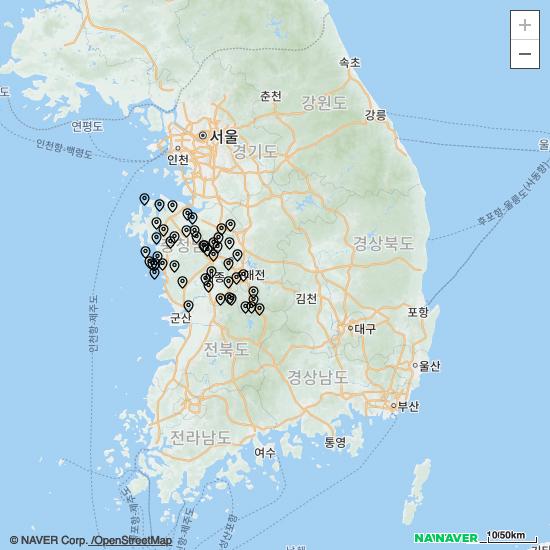 +
−
속초
춘천
강원도
강릉
도
연평도
서울
울
인천
경기도
인천항-백령도
후포항-울릉도(사동항)
경상북도
대전
세종
김천
인천항-제주도
군산
포항
대구
전북도
울산
경상남도
부산
전라남도
통영
여수
© NAVER Corp. /OpenStreetMap
NAVER
10/50km